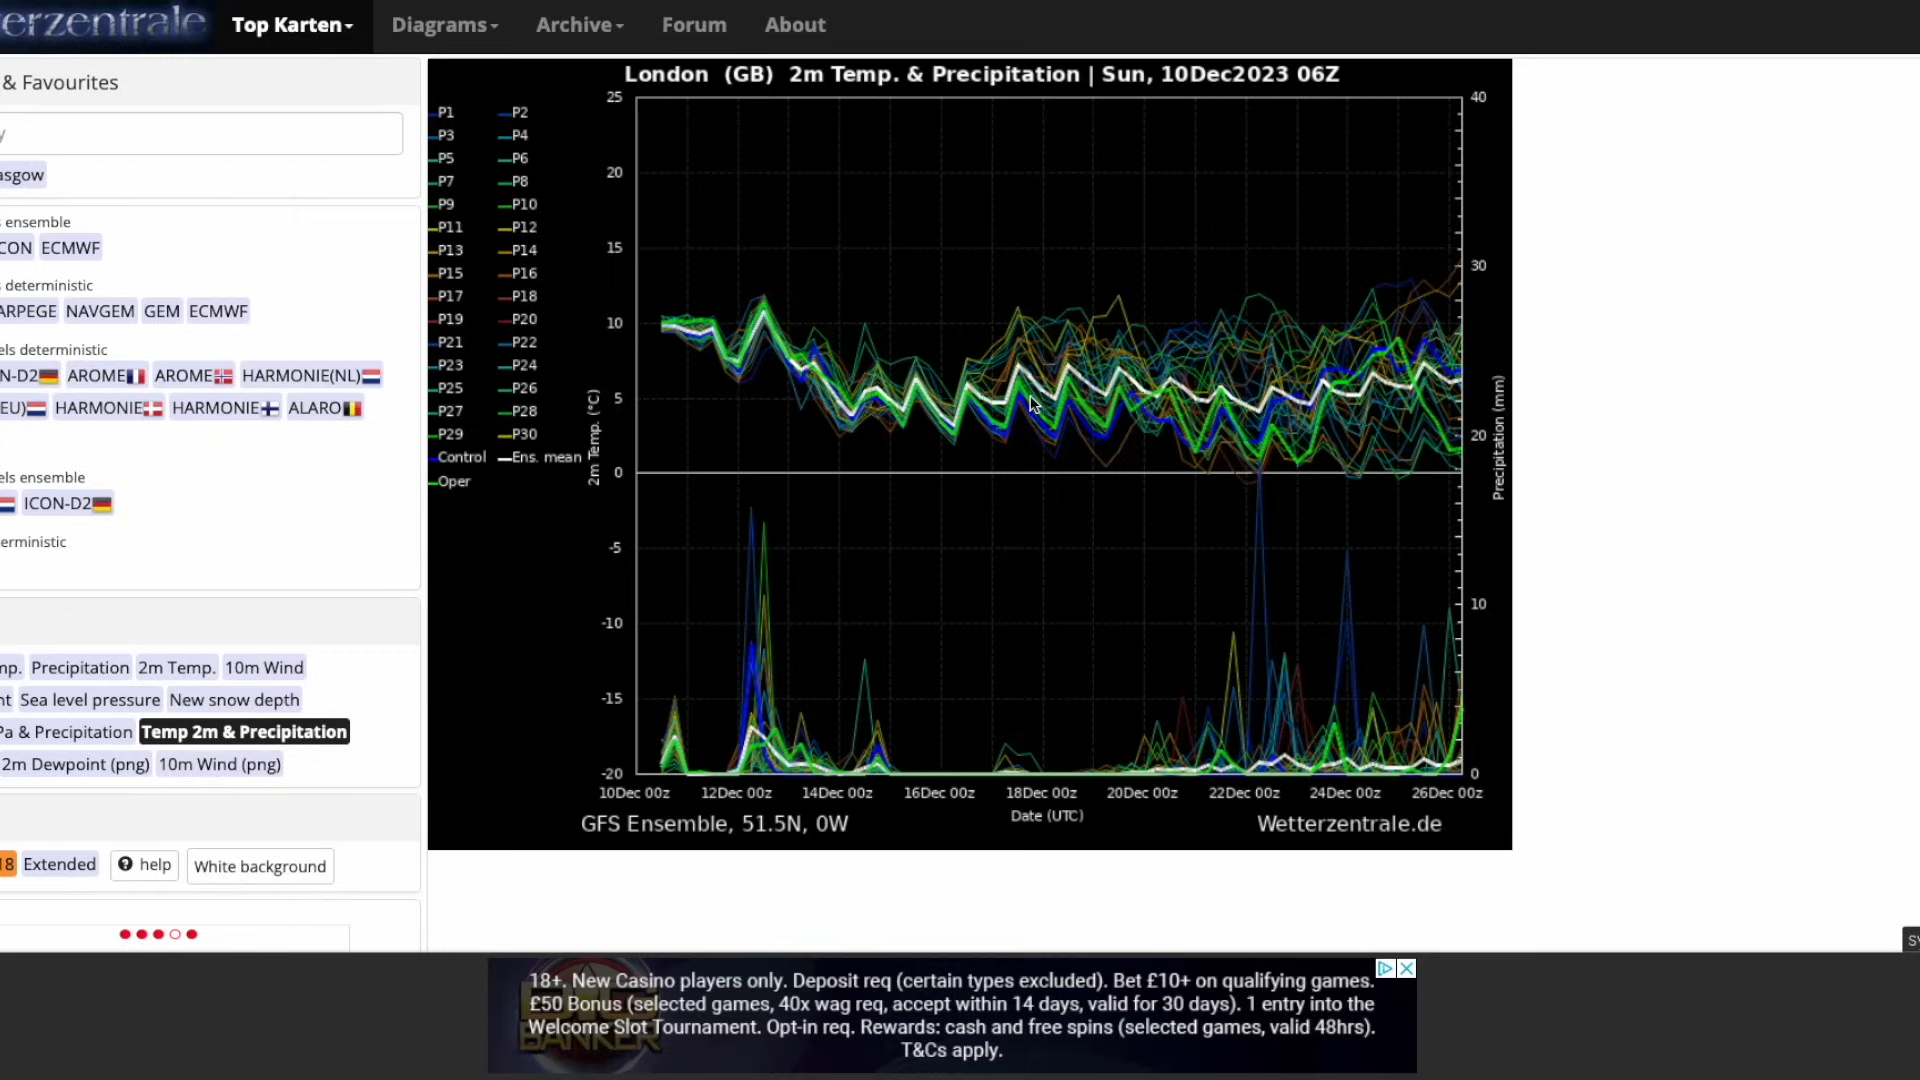 erzentrale Top Karten Diagrams Archive Forum About
& Favourites
y
asgow
s ensemble
CON ECMWF
s deterministic
ARPEGE NAVGEM GEM ECMWF
els deterministic
N-D2 AROME AROME HARMONIE(NL)
EU) HARMONIE HARMONIE ALARO
els ensemble
ICON-D2
erministic
mp. Precipitation 2m Temp. 10m Wind
nt Sea level pressure New snow depth
Pa & Precipitation Temp 2m & Precipitation
2m Dewpoint (png) 10m Wind (png)
18 Extended help White background
London (GB) 2m Temp. & Precipitation | Sun, 10Dec2023 06Z
P1 P2
P3 P4
P5 P6
P7 P8
P9 P10
P11 P12
P13 P14
P15 P16
P17 P18
P19 P20
P21 P22
P23 P24
P25 P26
P27 P28
P29 P30
Control Ens. mean
Oper
2m Temp. (°C)
25
20
15
10
5
0
-5
-10
-15
-20
40
30
20
10
0
Precipitation (mm)
10Dec 00z 12Dec 00z 14Dec 00z 16Dec 00z 18Dec 00z 20Dec 00z 22Dec 00z 24Dec 00z 26Dec 00z
Date (UTC)
GFS Ensemble, 51.5N, 0W Wetterzentrale.de
SY
18+. New Casino players only. Deposit req (certain types excluded). Bet £10+ on qualifying games.
£50 Bonus (selected games, 40x wag req, accept within 14 days, valid for 30 days). 1 entry into the
Welcome Slot Tournament. Opt-in req. Rewards: cash and free spins (selected games, valid 48hrs).
T&Cs apply.
BIG
BANKER